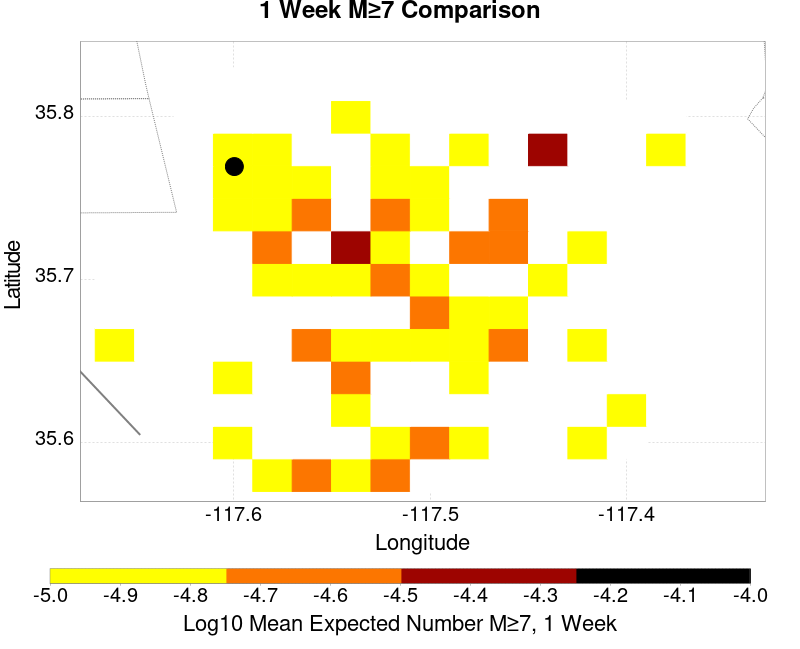 1 Week M≥7 Comparison
35.8
35.7
35.6
Latitude
-117.6 -117.5 -117.4
Longitude
-5.0 -4.9 -4.8 -4.7 -4.6 -4.5 -4.4 -4.3 -4.2 -4.1 -4.0
Log10 Mean Expected Number M≥7, 1 Week